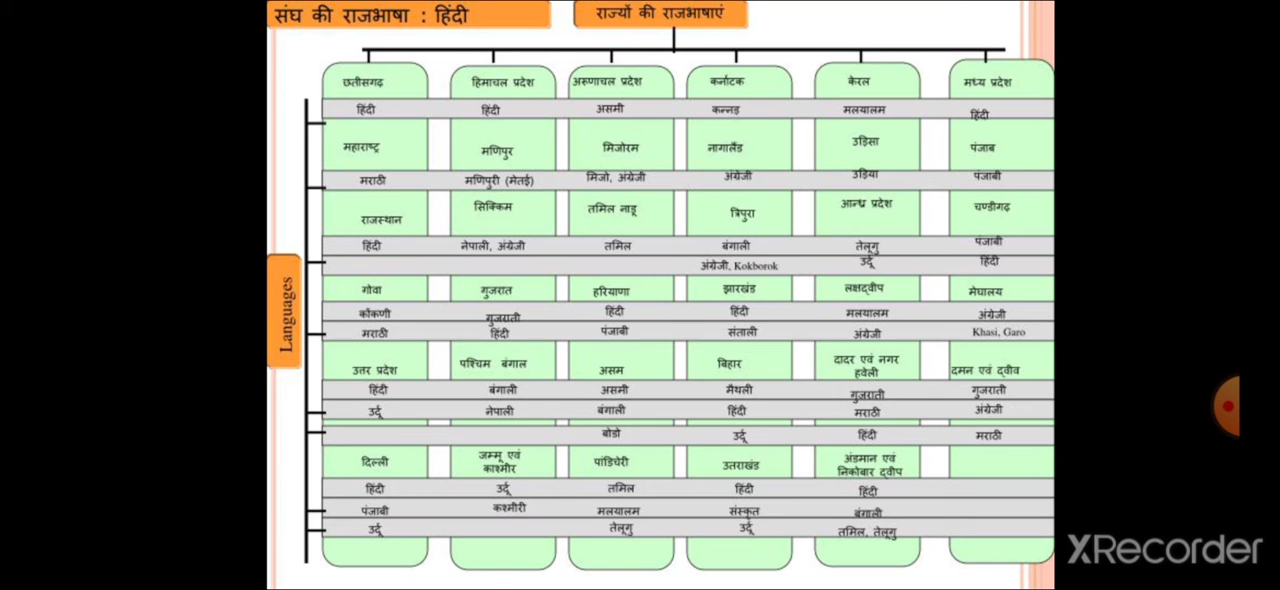 संघ की राजभाषा : हिंदी
राज्यों की राजभाषाएं
छतीसगढ़ हिमाचल प्रदेश अरूणाचल प्रदेश कर्नाटक केरल मध्य प्रदेश
हिंदी हिंदी असमी कन्नड़ मलयालम हिंदी
महाराष्ट्र मणिपुर मिजोरम नागालैंड उड़िसा पंजाब
मराठी मणिपुरी (मेतई) मिजो, अंग्रेजी अंग्रेजी उड़िया पंजाबी
राजस्थान सिक्किम तमिल नाडू त्रिपुरा आन्ध्र प्रदेश चण्डीगढ़
हिंदी नेपाली, अंग्रेजी तमिल बंगाली तेलूगु पंजाबी
अंग्रेजी, Kokborok उर्दू हिंदी
Languages
गोवा गुजरात हरियाणा झारखंड लक्षद्वीप मेघालय
कोंकणी गुजराती हिंदी हिंदी मलयालम अंग्रेजी
मराठी हिंदी पंजाबी संताली अंग्रेजी Khasi, Garo
उत्तर प्रदेश पश्चिम बंगाल असम बिहार दादर एवं नगर हवेली दमन एवं द्वीव
हिंदी बंगाली असमी मैथली गुजराती गुजराती
उर्दू नेपाली बंगाली हिंदी मराठी अंग्रेजी
बोडो उर्दू हिंदी मराठी
दिल्ली जम्मू एवं काश्मीर पांडिचेरी उतराखंड अंडमान एवं निकोबार द्वीप
हिंदी उर्दू तमिल हिंदी हिंदी
पंजाबी कश्मीरी मलयालम संस्कृत बंगाली
उर्दू तेलूगु उर्दू तमिल, तेलूगु
XRecorder